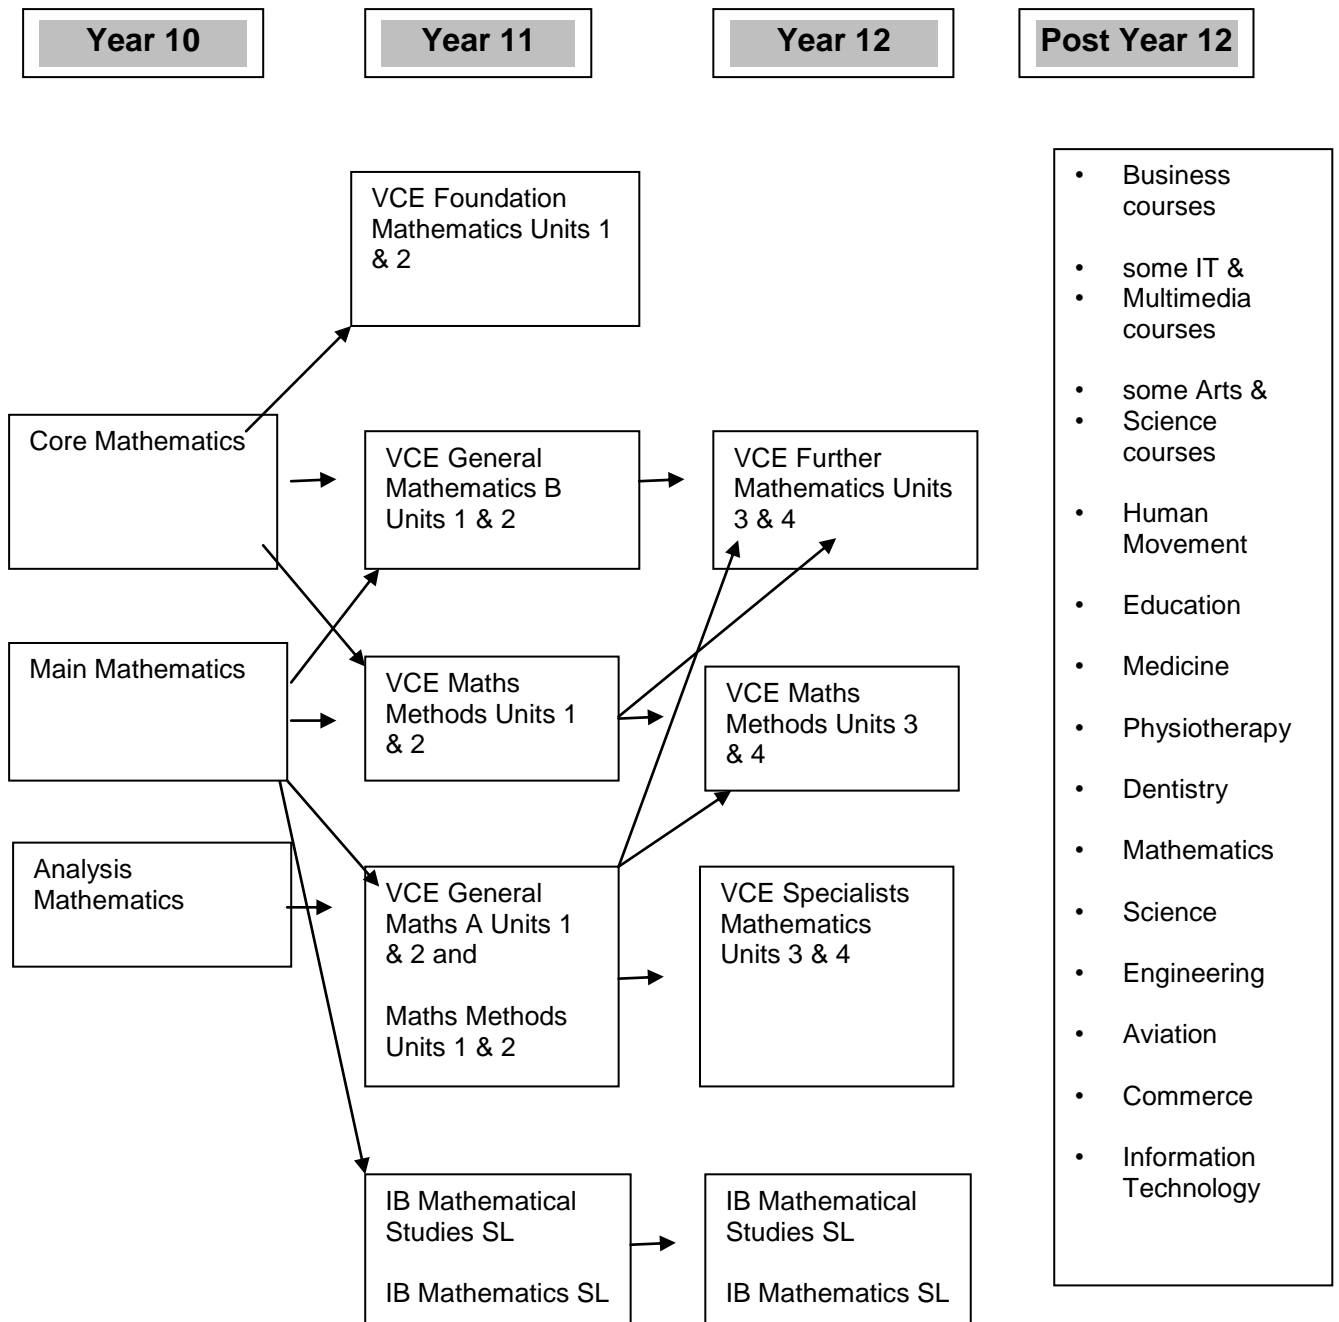 Year 10
Year 11
Year 12
Post Year 12
VCE Foundation
Mathematics Units 1
& 2
Core Mathematics
VCE General
Mathematics B
Units 1 & 2
VCE Further
Mathematics Units
3 & 4
Main Mathematics
VCE Maths
Methods Units 1
& 2
VCE Maths
Methods Units 3
& 4
Analysis
Mathematics
VCE General
Maths A Units 1
& 2 and
Maths Methods
Units 1 & 2
VCE Specialists
Mathematics
Units 3 & 4
IB Mathematical
Studies SL
IB Mathematics SL
IB Mathematical
Studies SL
IB Mathematics SL
• Business
courses
• some IT &
• Multimedia
courses
• some Arts &
• Science
courses
• Human
Movement
• Education
• Medicine
• Physiotherapy
• Dentistry
• Mathematics
• Science
• Engineering
• Aviation
• Commerce
• Information
Technology